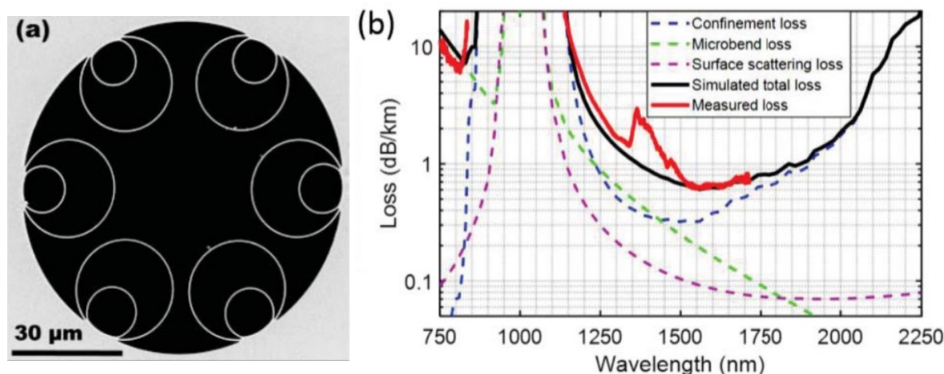 (a)
30 µm
(b)
Confinement loss
Microbend loss
Surface scattering loss
Simulated total loss
Measured loss
Loss (dB/km)
10
1
0.1
750 1000 1250 1500 1750 2000 2250
Wavelength (nm)